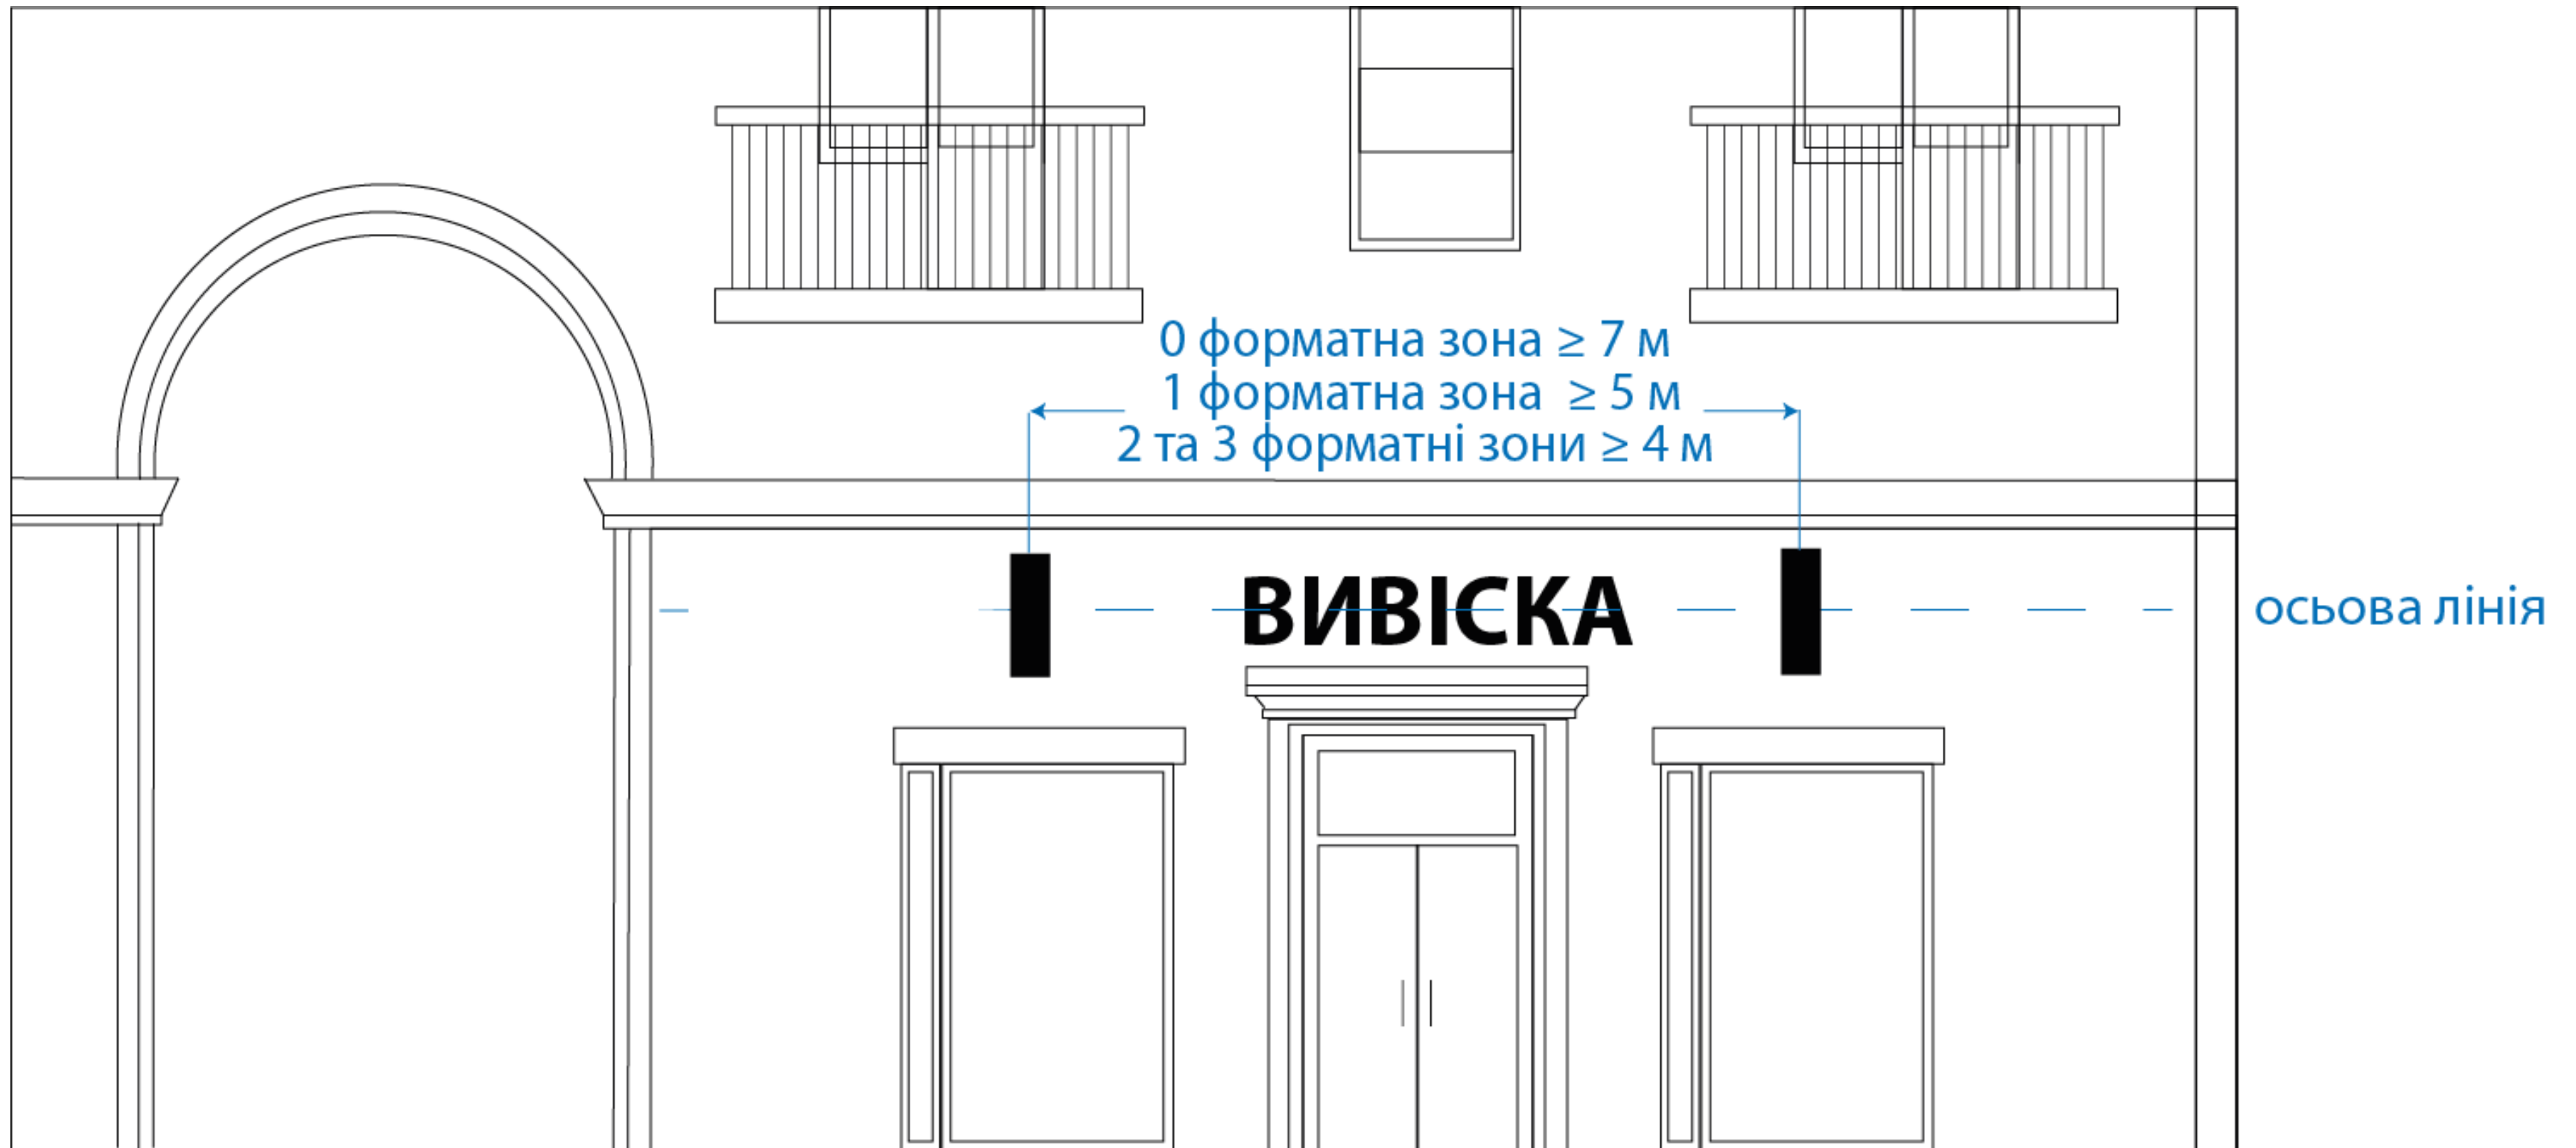 0 форматна зона ≥ 7 м
1 форматна зона ≥ 5 м
2 та 3 форматні зони ≥ 4 м
ВИВІСКА
осьова лінія